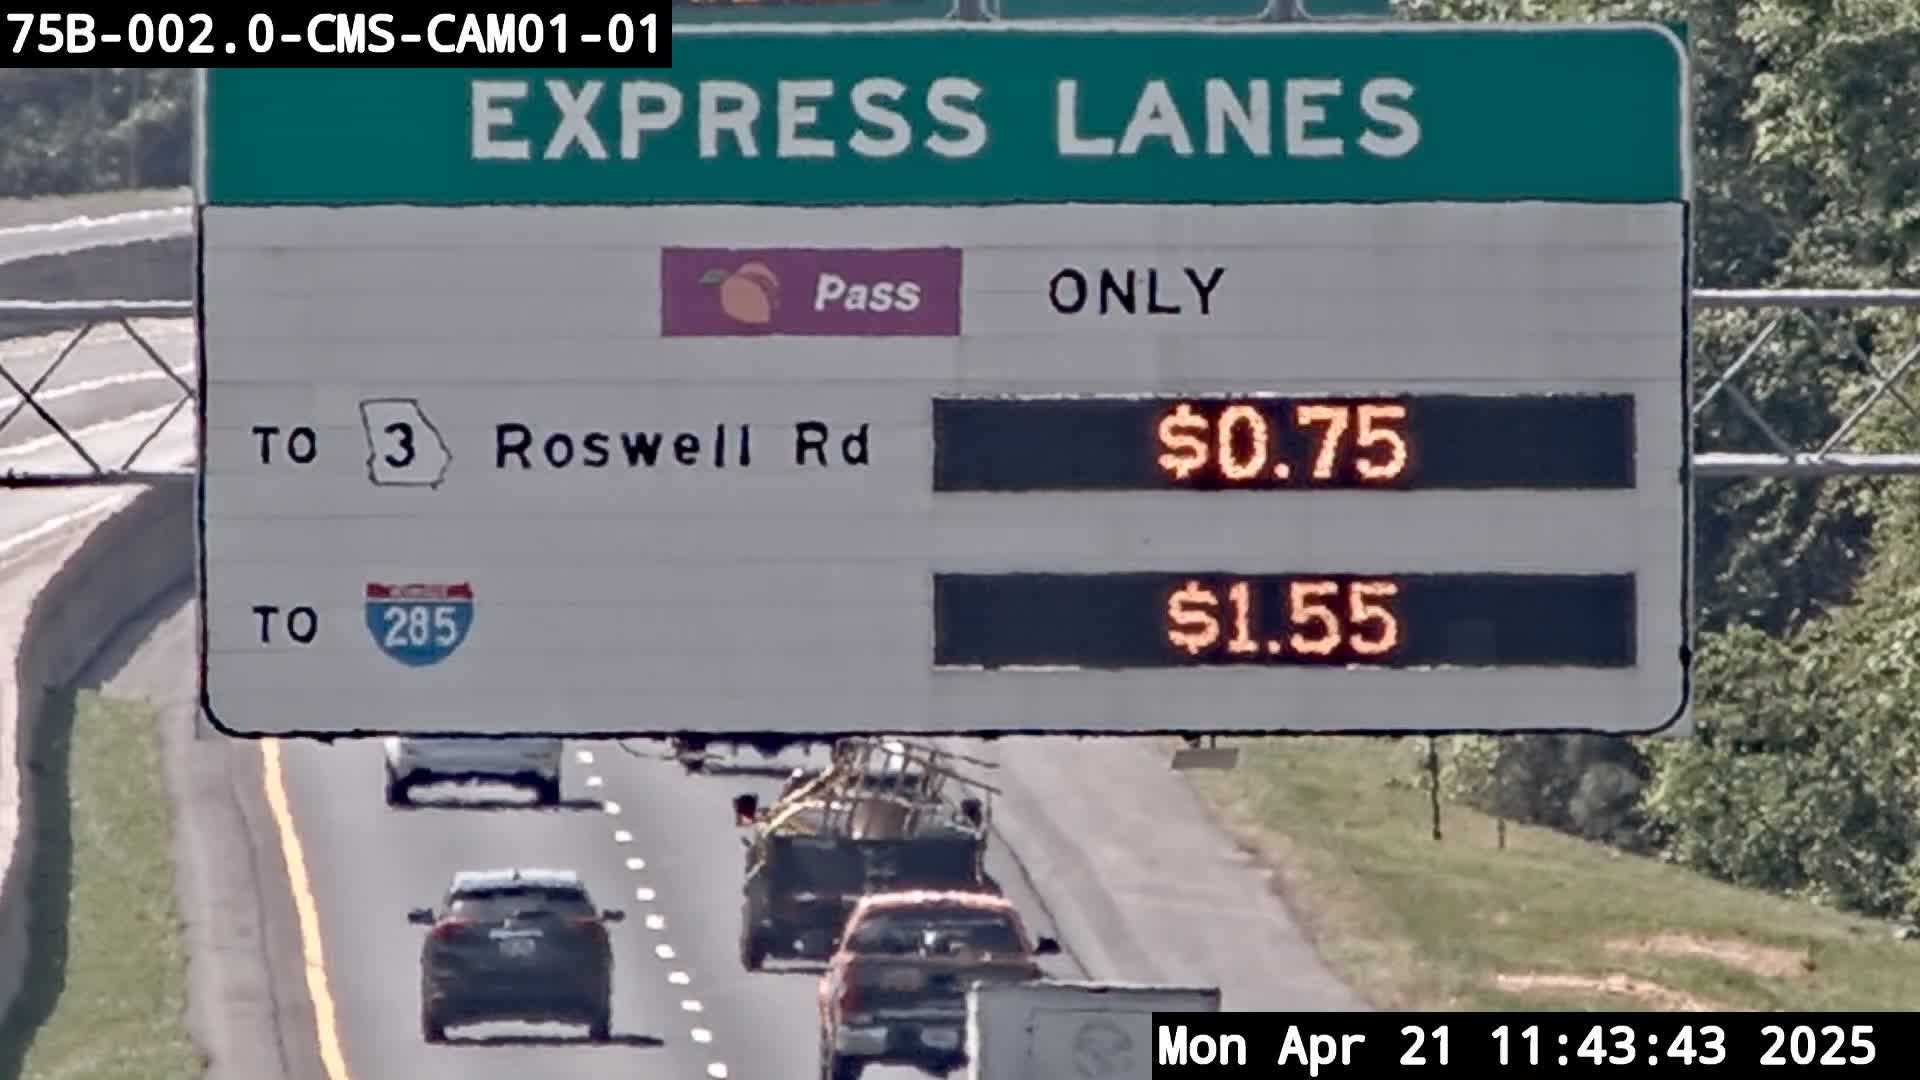 75B-002.0-CMS-CAM01-01
EXPRESS LANES
Pass ONLY
TO 3 Roswell Rd $0.75
TO 285 $1.55
Mon Apr 21 11:43:43 2025